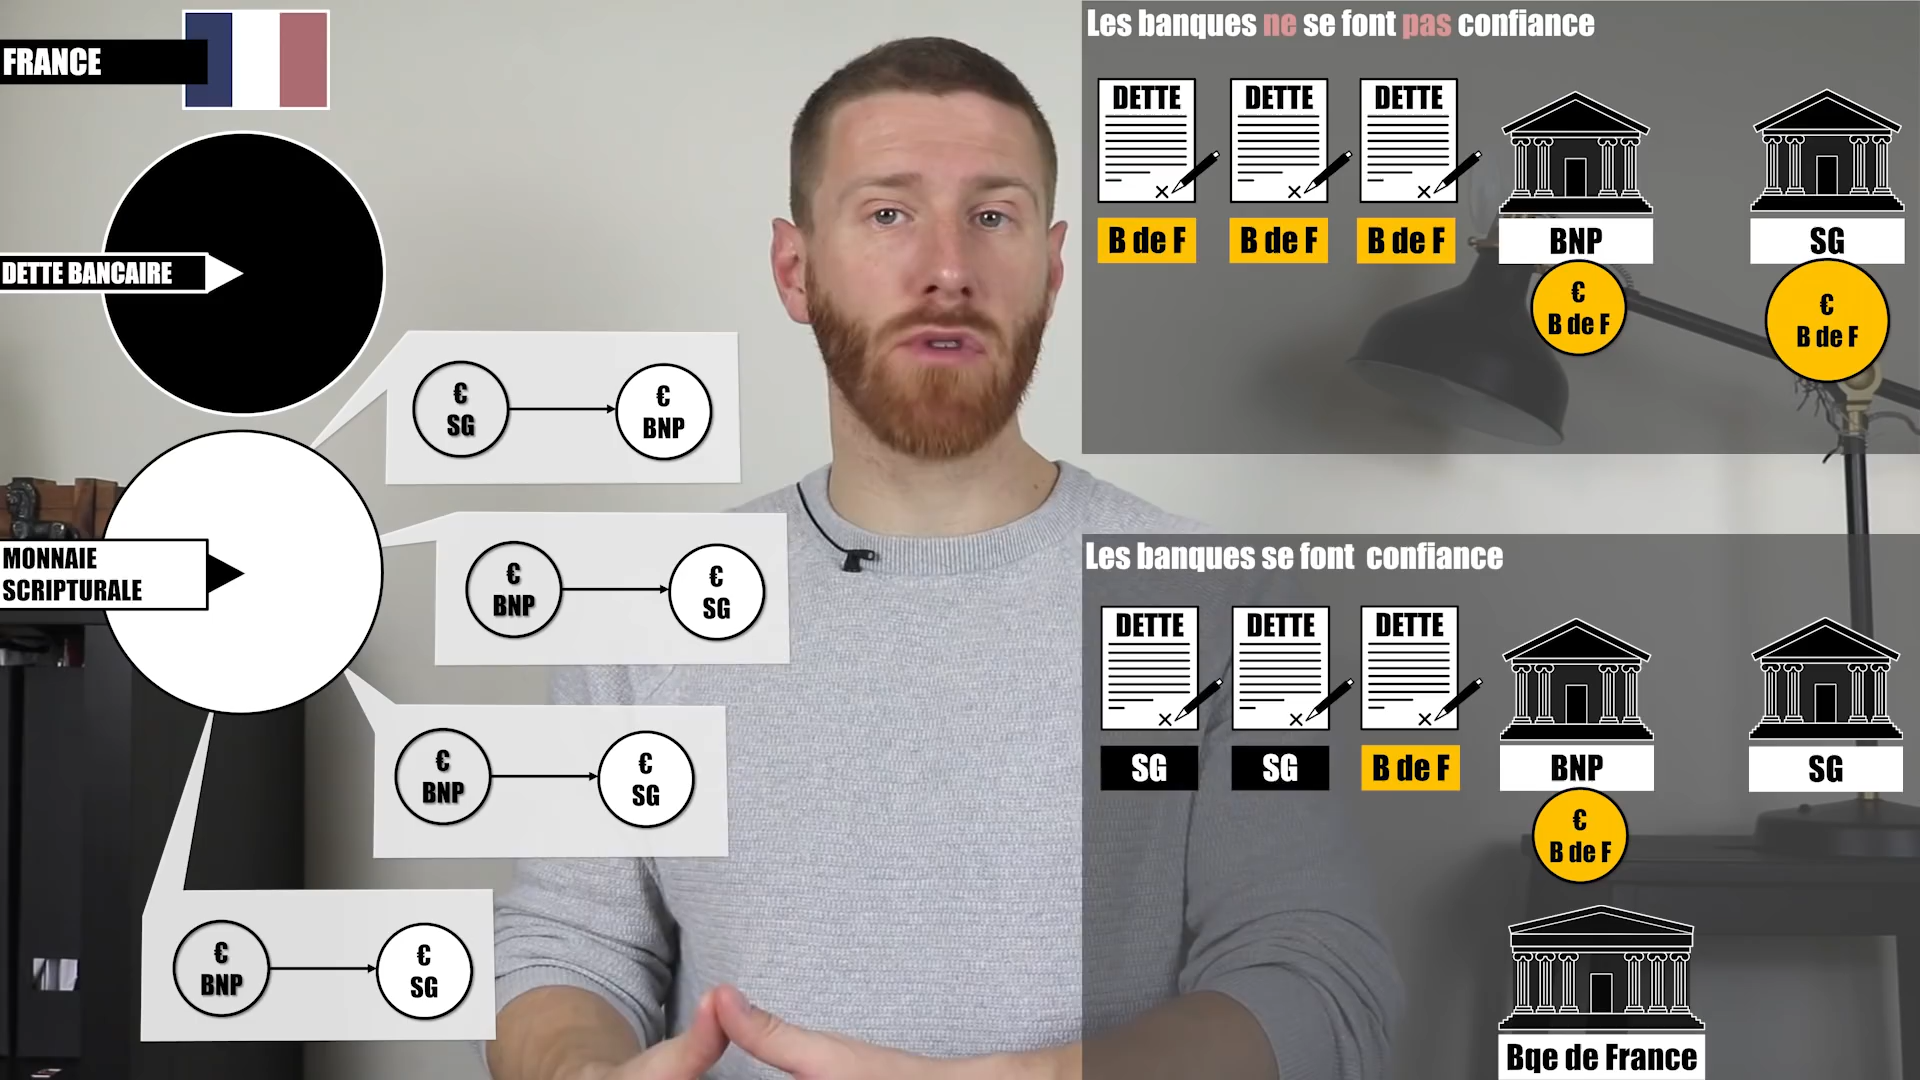 FRANCE
DETTE BANCAIRE
€
SG
€
BNP
MONNAIE
SCRIPTURALE
€
BNP
€
SG
€
BNP
€
SG
€
BNP
€
SG
Les banques ne se font pas confiance
DETTE
DETTE
DETTE
B de F
B de F
B de F
BNP
SG
€
B de F
€
B de F
Les banques se font confiance
DETTE
DETTE
DETTE
SG
SG
B de F
BNP
SG
€
B de F
Bqe de France